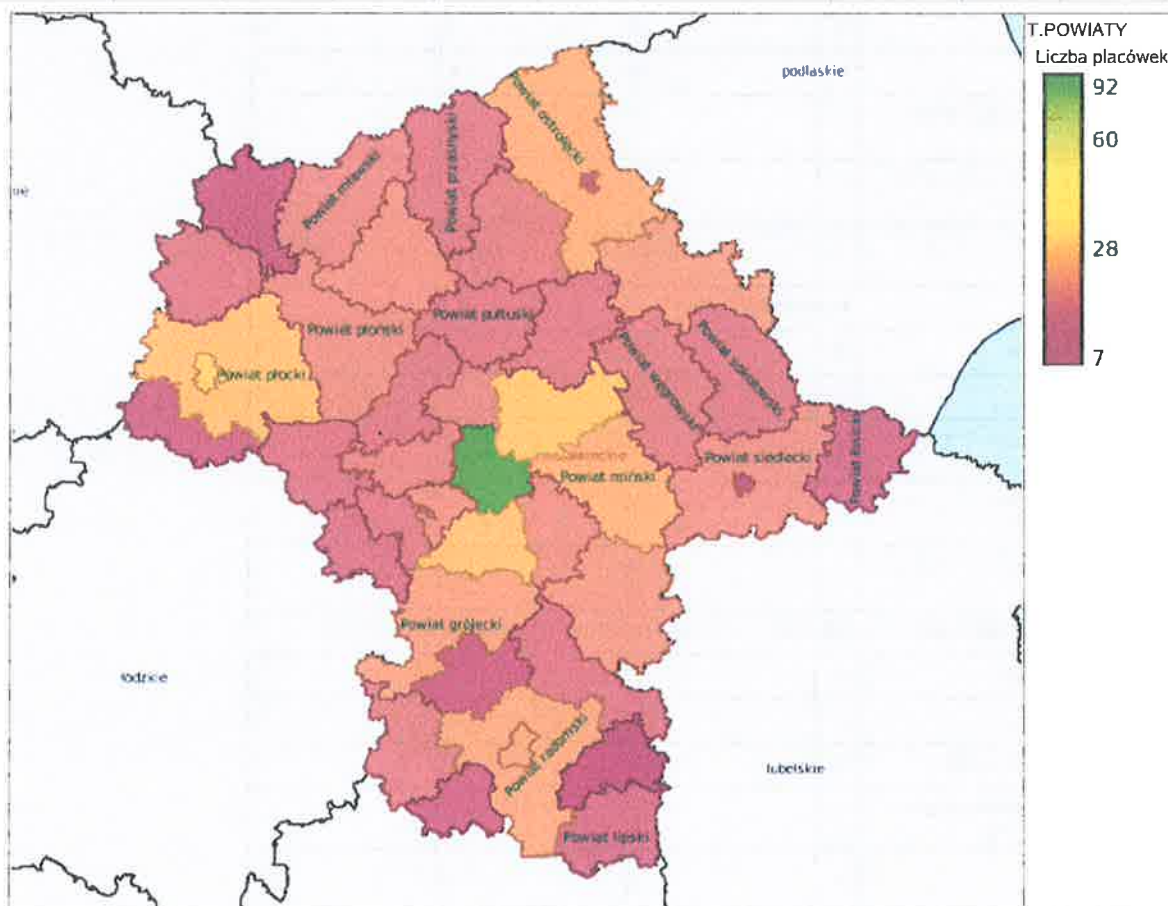 T.POWIATY
Liczba placówek
92
60
28
7
podlaskie
Powiat ostrołęcki
Powiat przasnyski
Powiat mławski
Powiat płoński
Powiat pułtuski
Powiat płocki
Powiat węgrowski
Powiat sokołowski
Powiat siedlecki
Powiat łosicki
Powiat miński
mazowieckie
Powiat grójecki
łódzkie
Powiat radomski
lubelskie
Powiat lipski